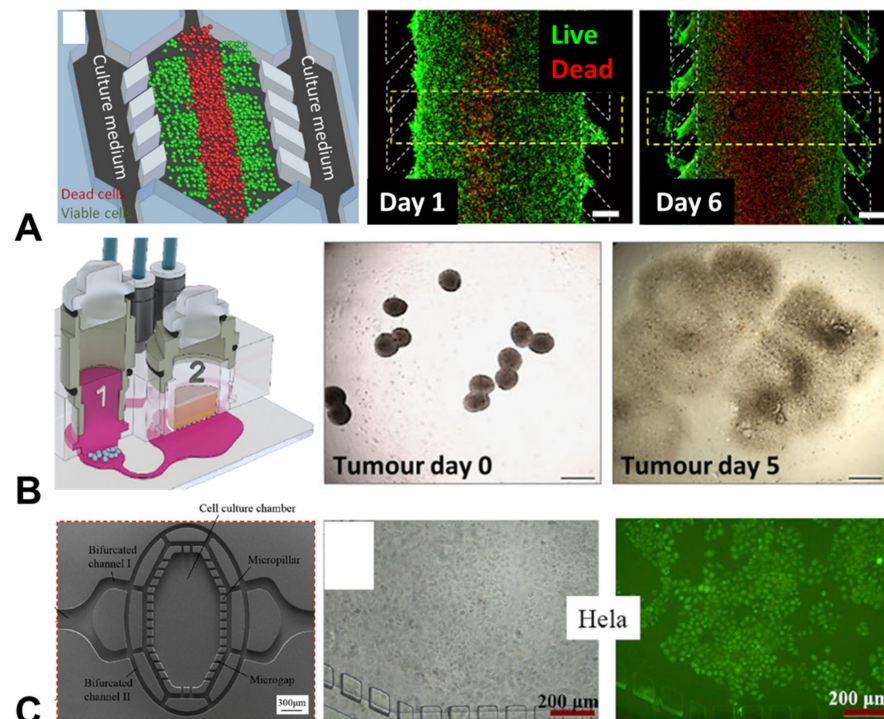 Culture medium
Culture medium
Dead cells
Viable cells
Live
Dead
Day 1
Day 6
A
1
2
Tumour day 0
Tumour day 5
B
Cell culture chamber
Bifurcated
channel I
Micropillar
Bifurcated
channel II
Microgap
300μm
Hela
200 μm
200 μm
C